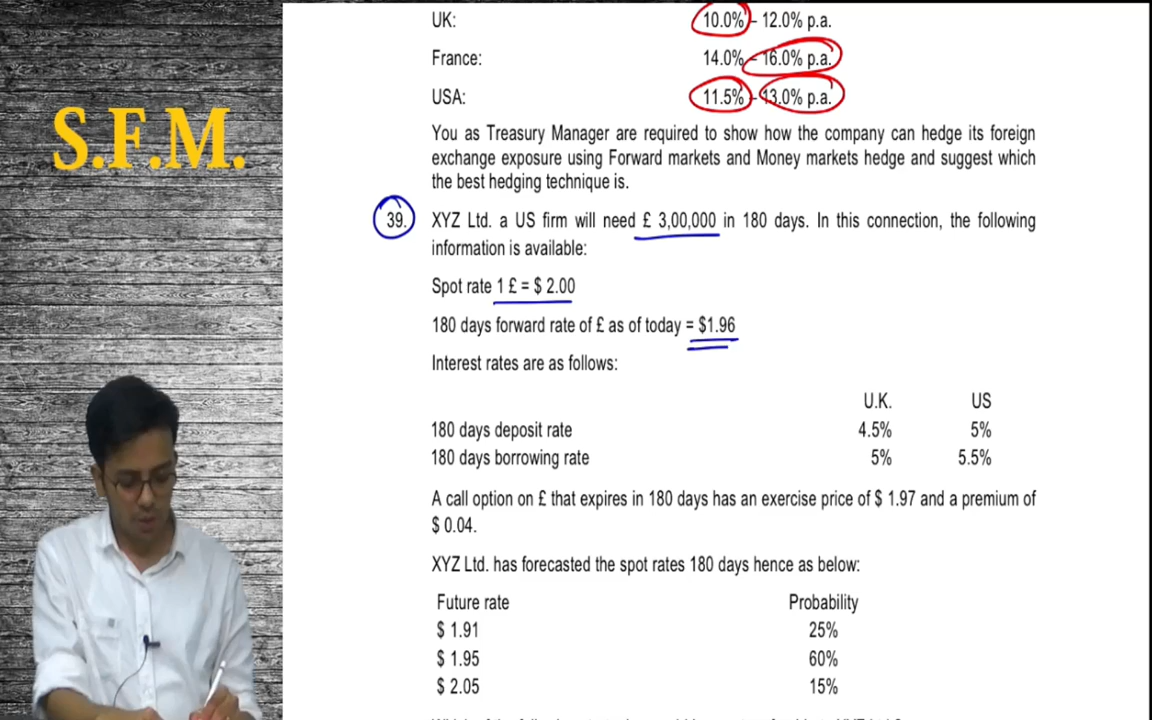 UK: 10.0% - 12.0% p.a.
France: 14.0% - 16.0% p.a.
USA: 11.5% - 13.0% p.a.
S.F.M.
You as Treasury Manager are required to show how the company can hedge its foreign
exchange exposure using Forward markets and Money markets hedge and suggest which
the best hedging technique is.
39. XYZ Ltd. a US firm will need £ 3,00,000 in 180 days. In this connection, the following
information is available:
Spot rate 1 £ = $ 2.00
180 days forward rate of £ as of today = $1.96
Interest rates are as follows:
U.K. US
180 days deposit rate 4.5% 5%
180 days borrowing rate 5% 5.5%
A call option on £ that expires in 180 days has an exercise price of $ 1.97 and a premium of
$ 0.04.
XYZ Ltd. has forecasted the spot rates 180 days hence as below:
Future rate Probability
$ 1.91 25%
$ 1.95 60%
$ 2.05 15%